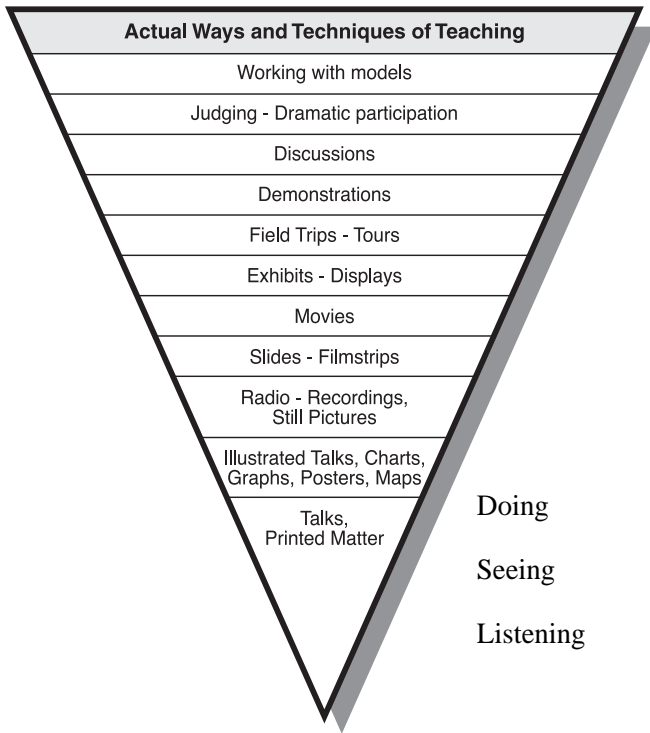 Actual Ways and Techniques of Teaching
Working with models
Judging - Dramatic participation
Discussions
Demonstrations
Field Trips - Tours
Exhibits - Displays
Movies
Slides - Filmstrips
Radio - Recordings,
Still Pictures
Illustrated Talks, Charts,
Graphs, Posters, Maps
Talks,
Printed Matter
Doing
Seeing
Listening